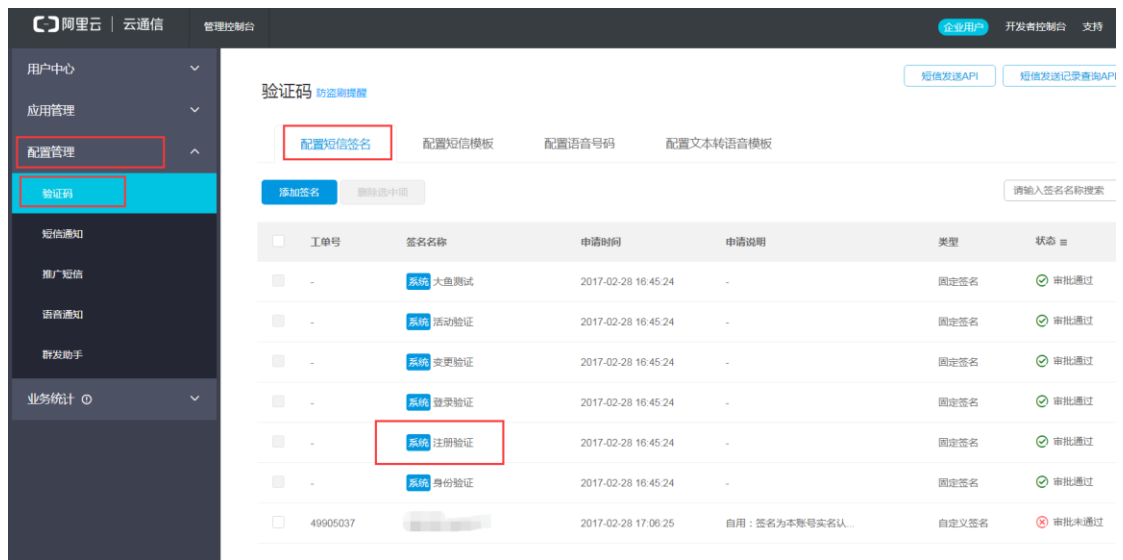 阿里云 | 云通信 管理控制台 企业用户 开发者控制台 支持
用户中心
应用管理
配置管理
验证码
短信通知
推广短信
语音通知
群发助手
业务统计
验证码 防盗刷提醒 短信发送API 短信发送记录查询API
配置短信签名 配置短信模板 配置语音号码 配置文本转语音模板
添加签名 删除选中项 请输入签名名称搜索
工单号 签名名称 申请时间 申请说明 类型 状态
- 系统 大鱼测试 2017-02-28 16:45:24 - 固定签名 审批通过
- 系统 活动验证 2017-02-28 16:45:24 - 固定签名 审批通过
- 系统 变更验证 2017-02-28 16:45:24 - 固定签名 审批通过
- 系统 登录验证 2017-02-28 16:45:24 - 固定签名 审批通过
- 系统 注册验证 2017-02-28 16:45:24 - 固定签名 审批通过
- 系统 身份验证 2017-02-28 16:45:24 - 固定签名 审批通过
49905037 2017-02-28 17:06:25 自用：签名为本账号实名认... 自定义签名 审批未通过